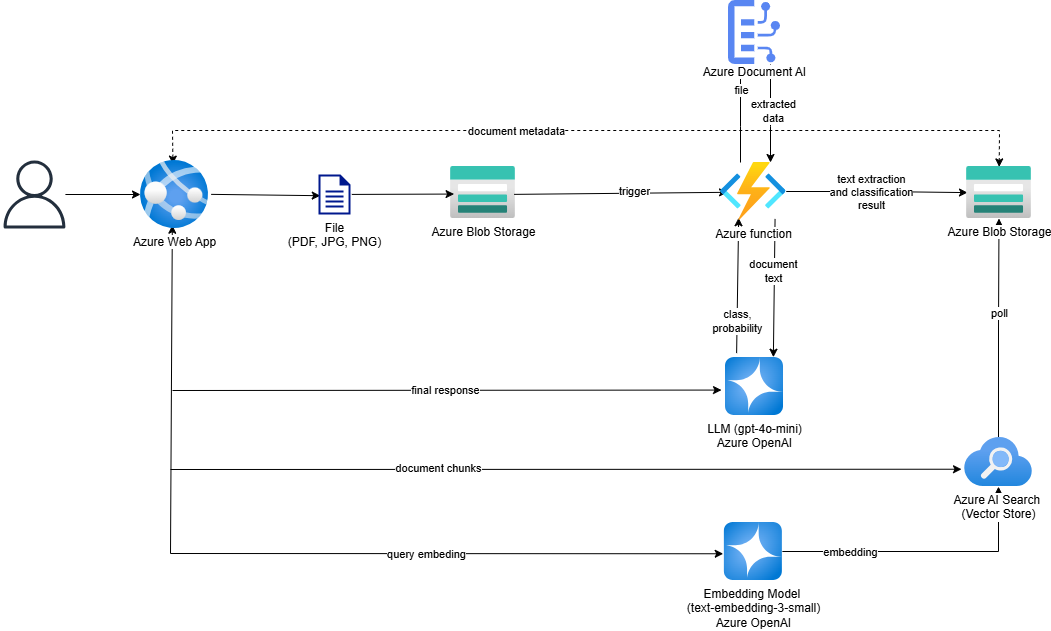 Azure Document AI
file
extracted
data
document metadata
Azure Web App
File
(PDF, JPG, PNG)
Azure Blob Storage
trigger
Azure function
text extraction
and classification
result
Azure Blob Storage
document
text
class,
probability
poll
final response
LLM (gpt-4o-mini)
Azure OpenAI
document chunks
Azure AI Search
(Vector Store)
query embeding
embedding
Embedding Model
(text-embedding-3-small)
Azure OpenAI